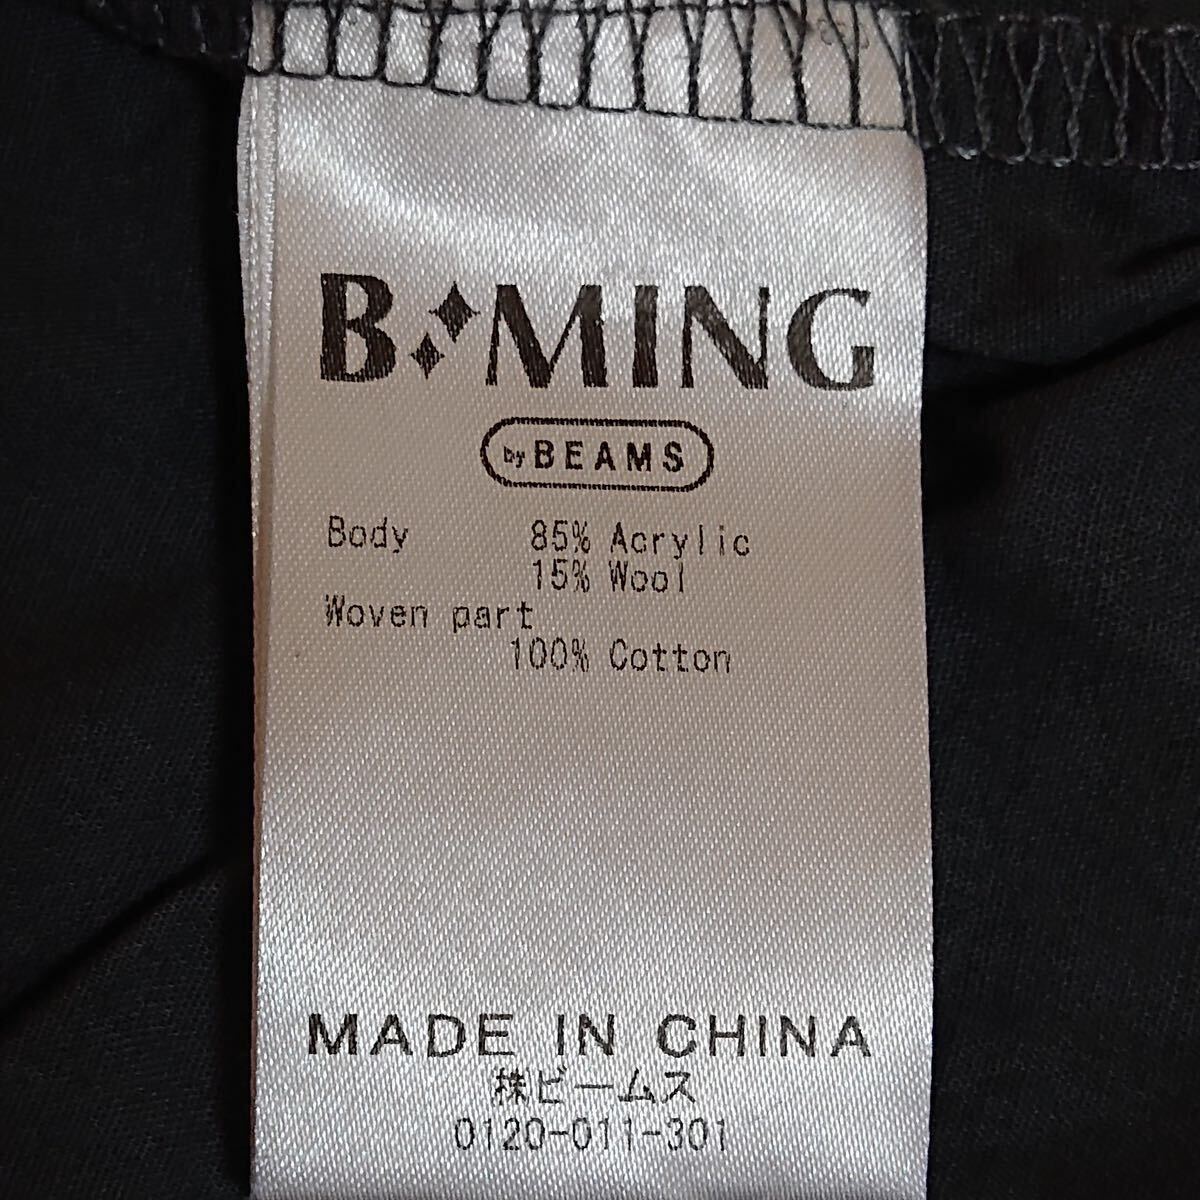 B MING
by BEAMS
Body 85% Acrylic
15% Wool
Woven part
100% Cotton
MADE IN CHINA
株ビームス
0120-011-301